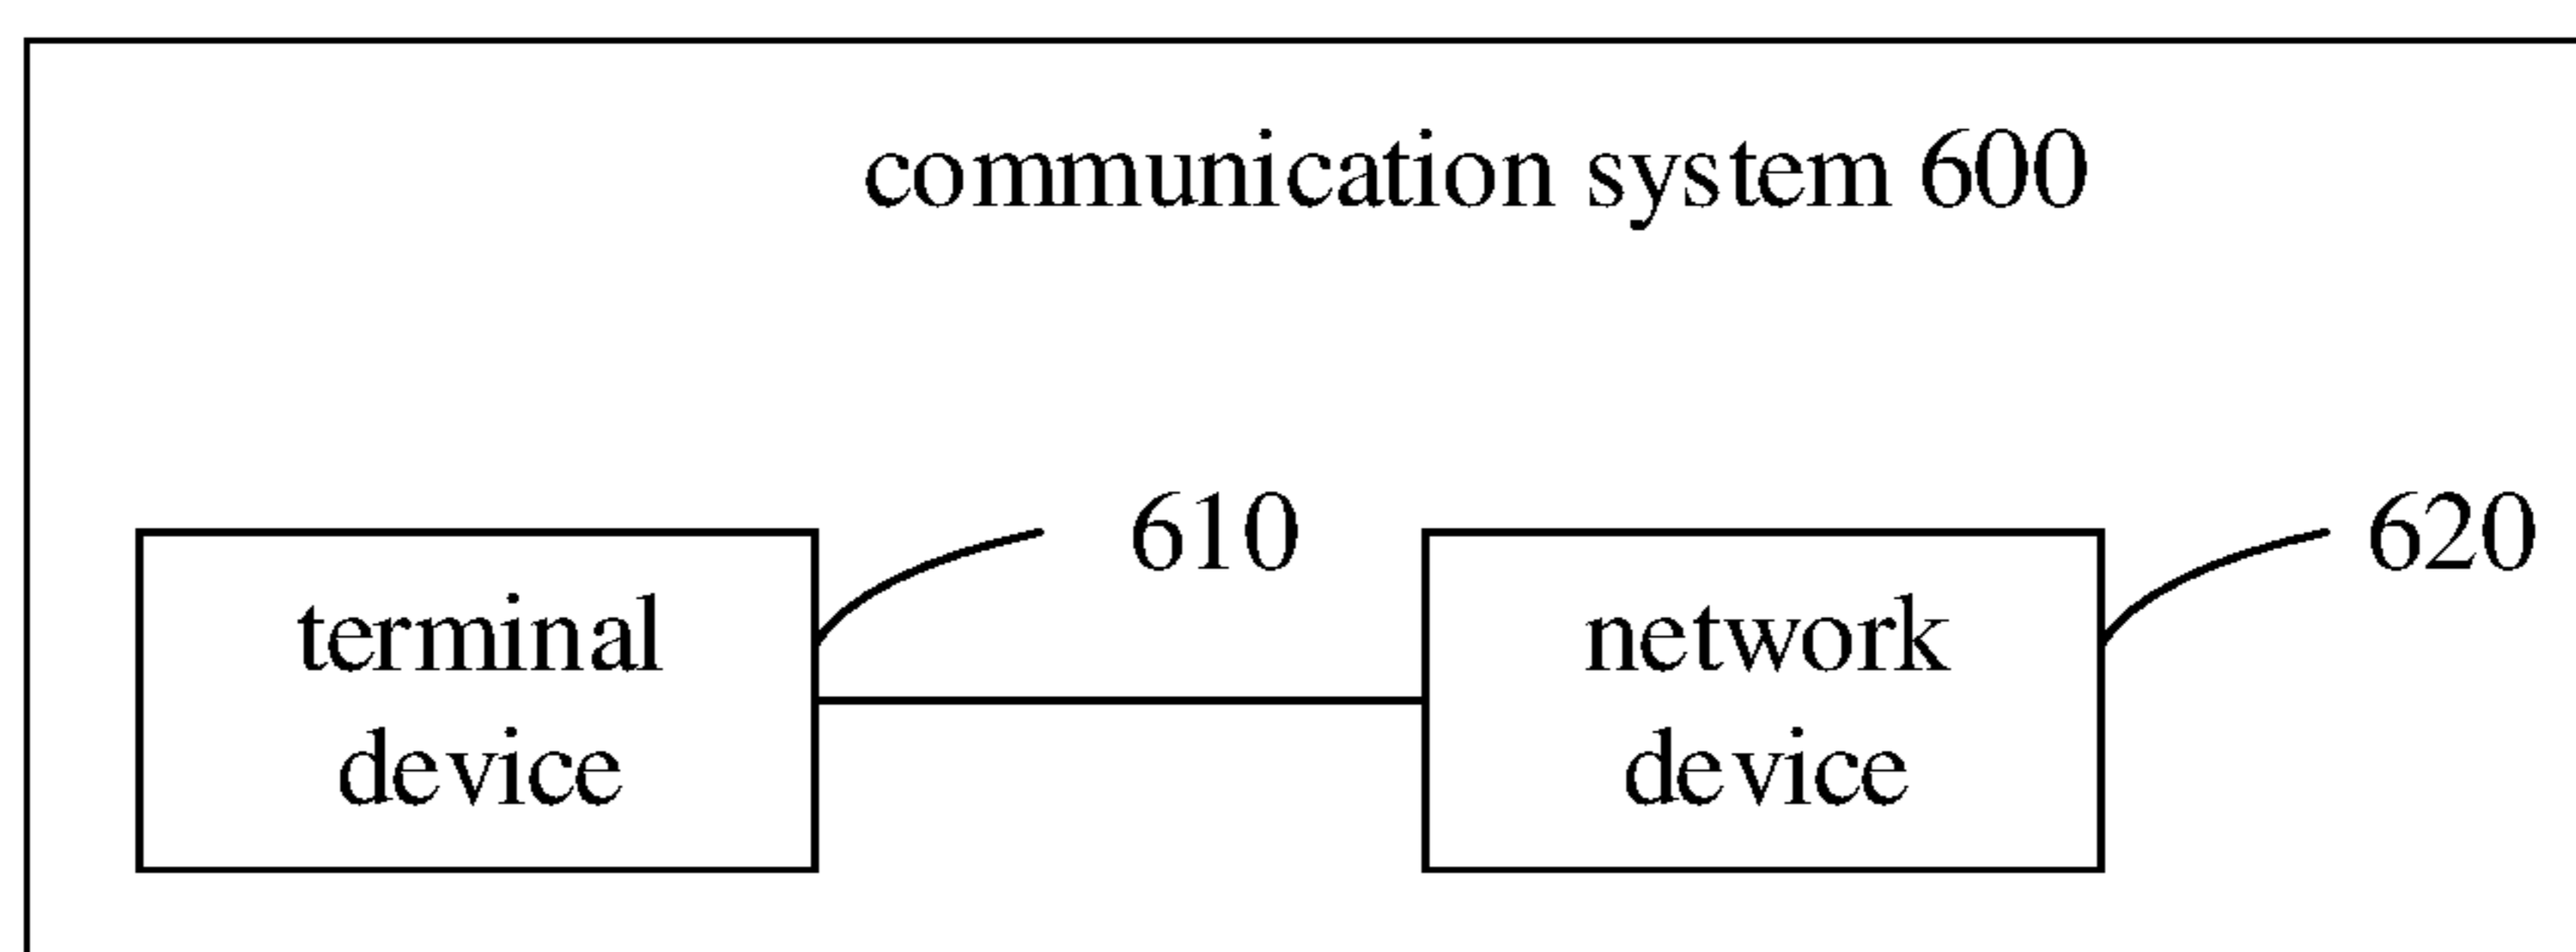 communication system 600
610
620
terminal
device
network
device